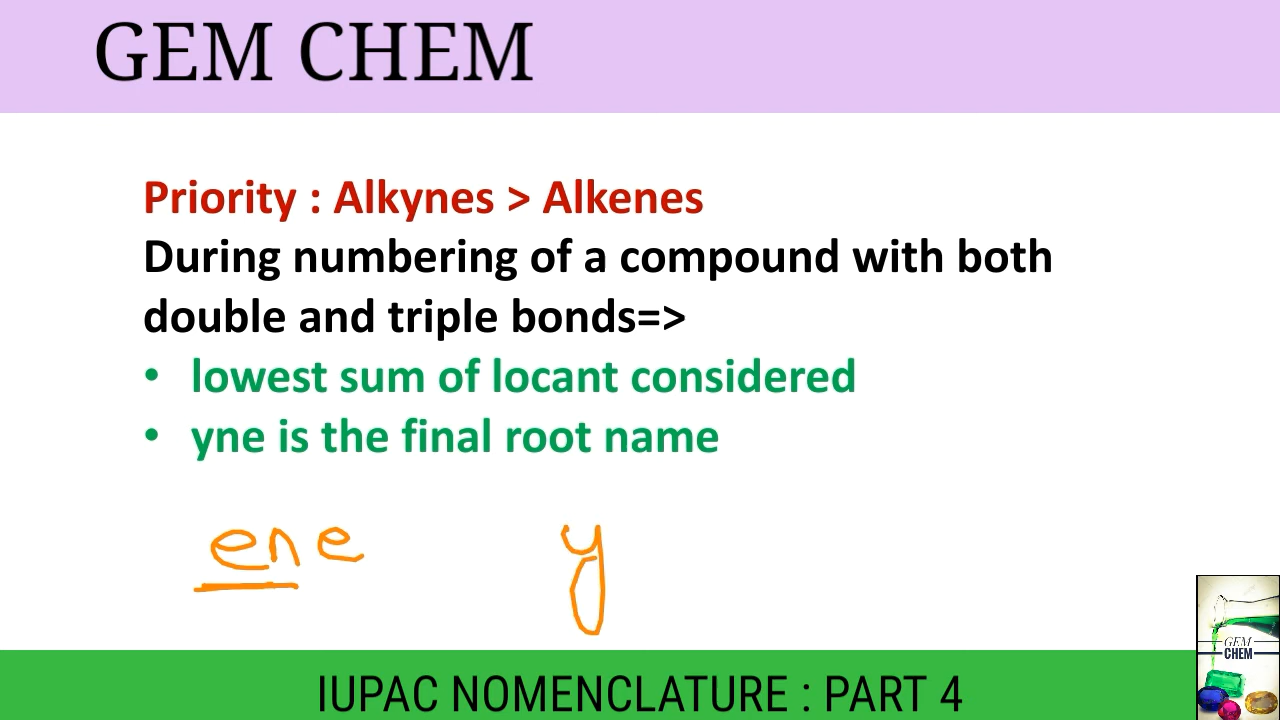 GEM CHEM
Priority : Alkynes > Alkenes
During numbering of a compound with both
double and triple bonds=>
• lowest sum of locant considered
• yne is the final root name
ene y
GEM
CHEM
IUPAC NOMENCLATURE : PART 4